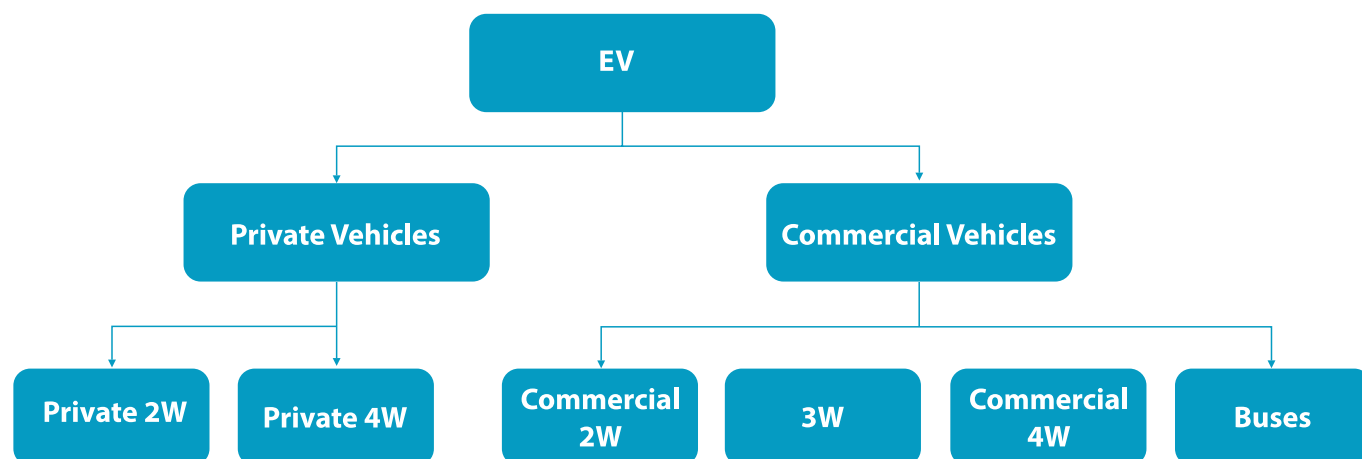 EV
Private Vehicles
Commercial Vehicles
Private 2W
Private 4W
Commercial
2W
3W
Commercial
4W
Buses